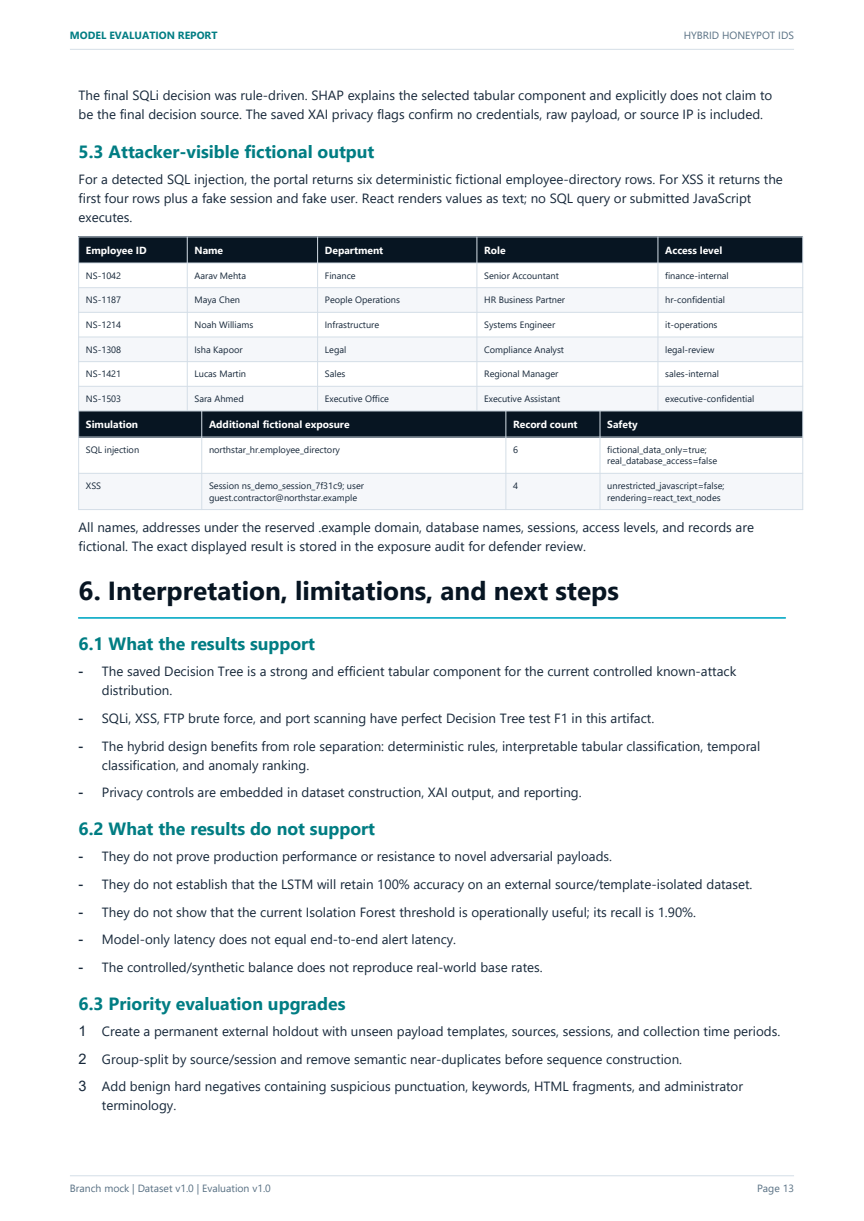 MODEL EVALUATION REPORT
HYBRID HONEYPOT IDS
The final SQLi decision was rule-driven. SHAP explains the selected tabular component and explicitly does not claim to
be the final decision source. The saved XAI privacy flags confirm no credentials, raw payload, or source IP is included.
5.3 Attacker-visible fictional output
For a detected SQL injection, the portal returns six deterministic fictional employee-directory rows. For XSS it returns the
first four rows plus a fake session and fake user. React renders values as text; no SQL query or submitted JavaScript
executes.
Employee ID Name Department Role Access level
NS-1042 Aarav Mehta Finance Senior Accountant finance-internal
NS-1187 Maya Chen People Operations HR Business Partner hr-confidential
NS-1214 Noah Williams Infrastructure Systems Engineer it-operations
NS-1308 Isha Kapoor Legal Compliance Analyst legal-review
NS-1421 Lucas Martin Sales Regional Manager sales-internal
NS-1503 Sara Ahmed Executive Office Executive Assistant executive-confidential
Simulation Additional fictional exposure Record count Safety
SQL injection northstar_hr.employee_directory 6 fictional_data_only=true;
real_database_access=false
XSS Session ns_demo_session_7f31c9; user 4 unrestricted_javascript=false;
guest.contractor@northstar.example rendering=react_text_nodes
All names, addresses under the reserved .example domain, database names, sessions, access levels, and records are
fictional. The exact displayed result is stored in the exposure audit for defender review.
6. Interpretation, limitations, and next steps
6.1 What the results support
- The saved Decision Tree is a strong and efficient tabular component for the current controlled known-attack
distribution.
- SQLi, XSS, FTP brute force, and port scanning have perfect Decision Tree test F1 in this artifact.
- The hybrid design benefits from role separation: deterministic rules, interpretable tabular classification, temporal
classification, and anomaly ranking.
- Privacy controls are embedded in dataset construction, XAI output, and reporting.
6.2 What the results do not support
- They do not prove production performance or resistance to novel adversarial payloads.
- They do not establish that the LSTM will retain 100% accuracy on an external source/template-isolated dataset.
- They do not show that the current Isolation Forest threshold is operationally useful; its recall is 1.90%.
- Model-only latency does not equal end-to-end alert latency.
- The controlled/synthetic balance does not reproduce real-world base rates.
6.3 Priority evaluation upgrades
1 Create a permanent external holdout with unseen payload templates, sources, sessions, and collection time periods.
2 Group-split by source/session and remove semantic near-duplicates before sequence construction.
3 Add benign hard negatives containing suspicious punctuation, keywords, HTML fragments, and administrator
terminology.
Branch mock | Dataset v1.0 | Evaluation v1.0
Page 13